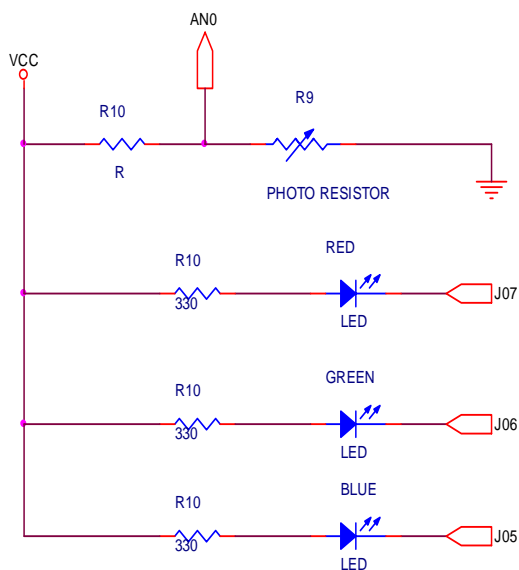 AN0
VCC
R10
R9
R
PHOTO RESISTOR
RED
R10
330
LED
J07
GREEN
R10
330
LED
J06
BLUE
R10
330
LED
J05